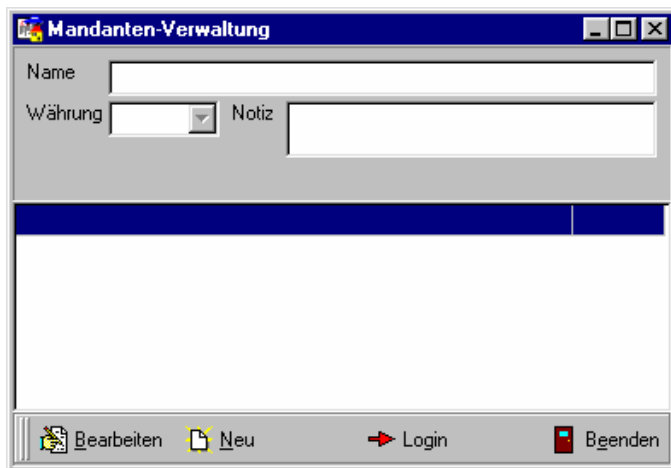 Mandanten-Verwaltung
Name
Währung Notiz
Bearbeiten Neu Login Beenden